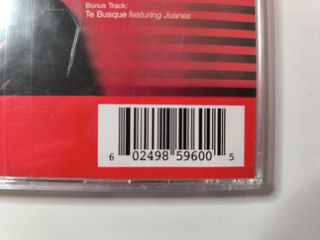 Bonus Track:
Te Busque featuring Juanes
6 02498 59600 5